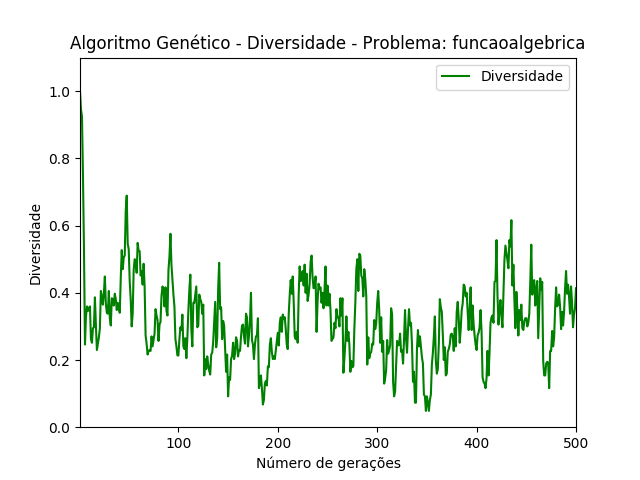 Algoritmo Genético - Diversidade - Problema: funcaoalgebrica
Diversidade
1.0
0.8
0.6
0.4
0.2
0.0
Diversidade
100
200
300
400
500
Número de gerações